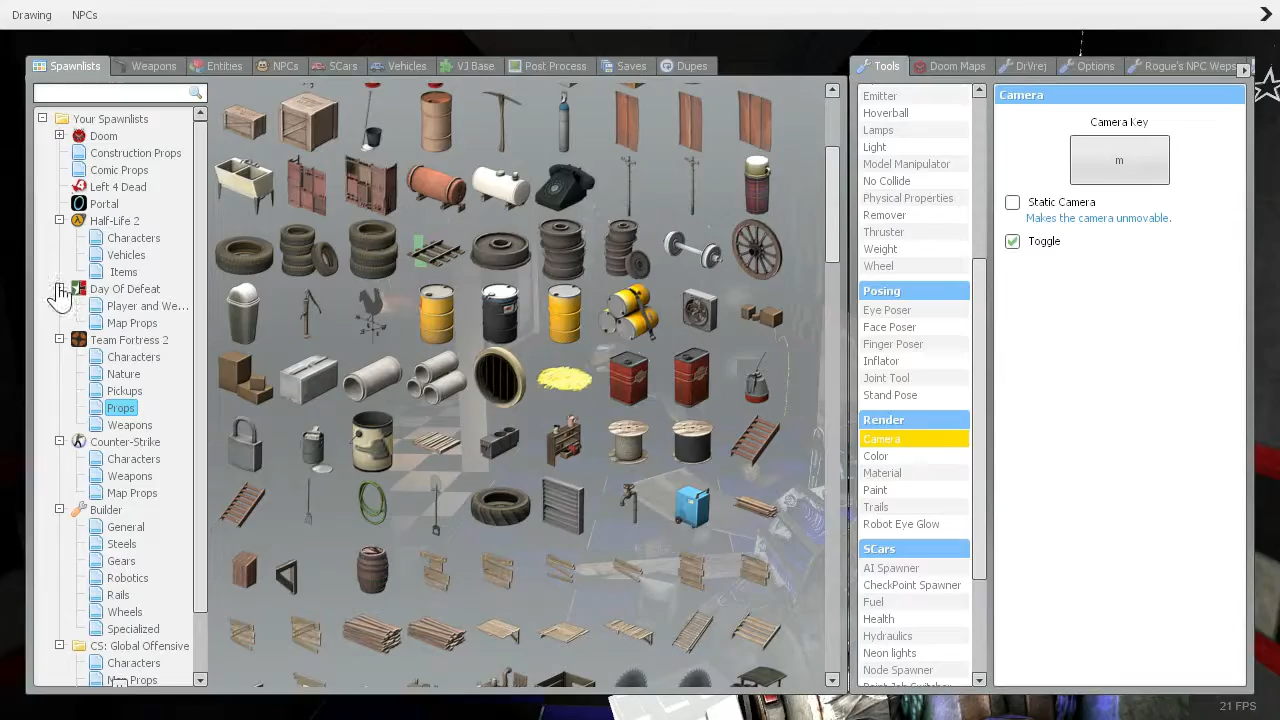 Drawing NPCs
Spawnlists Weapons Entities NPCs SCars Vehicles VJ Base Post Process Saves Dupes
Your Spawnlists
Doom
Construction Props
Comic Props
Left 4 Dead
Portal
Half-Life 2
Characters
Vehicles
Items
Day Of Defeat
Player and We...
Map Props
Team Fortress 2
Characters
Nature
Pickups
Props
Weapons
Counter-Strike
Characters
Weapons
Map Props
Builder
General
Steels
Gears
Robotics
Rails
Wheels
Specialized
CS: Global Offensive
Characters
Map Props
Tools Doom Maps DrVrej Options Rogue's NPC Weps
Emitter
Hoverball
Lamps
Light
Model Manipulator
No Collide
Physical Properties
Remover
Thruster
Weight
Wheel
Posing
Eye Poser
Face Poser
Finger Poser
Inflator
Joint Tool
Stand Pose
Render
Camera
Color
Material
Paint
Trails
Robot Eye Glow
SCars
AI Spawner
CheckPoint Spawner
Fuel
Health
Hydraulics
Neon lights
Node Spawner
Camera
Camera Key
m
Static Camera
Makes the camera unmovable.
Toggle
21 FPS